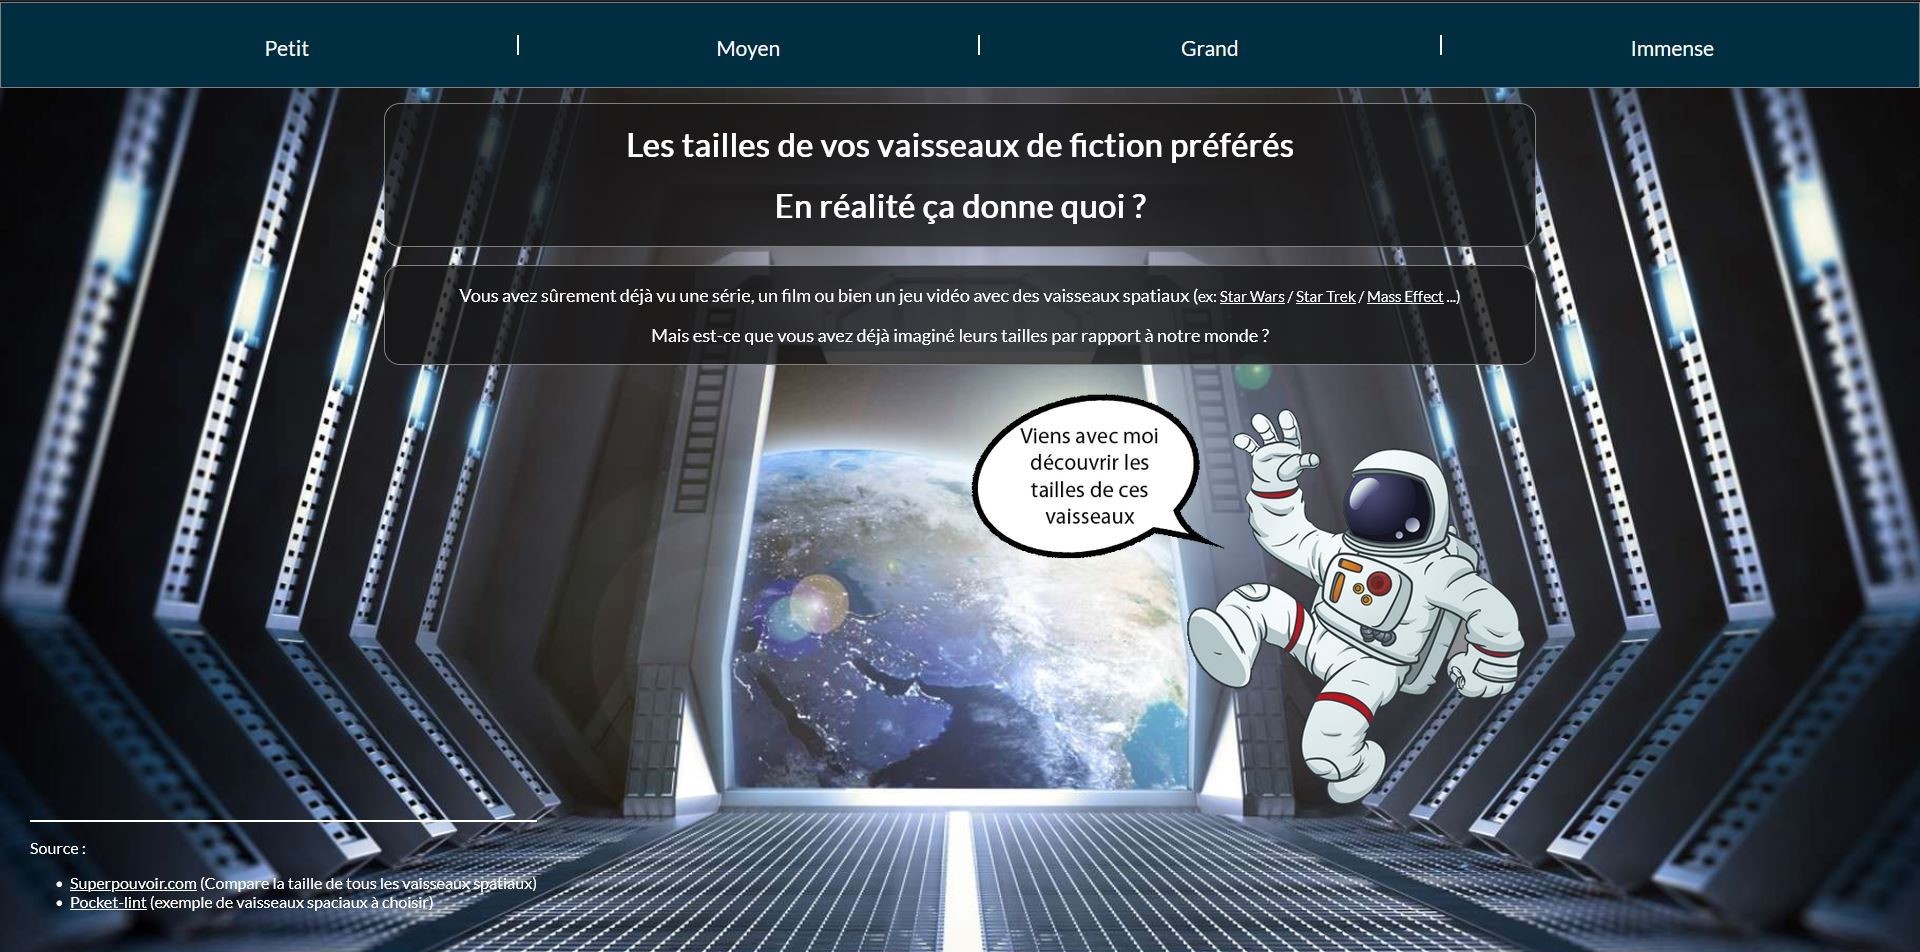 Petit | Moyen | Grand | Immense
Les tailles de vos vaisseaux de fiction préférés
En réalité ça donne quoi ?
Vous avez sûrement déjà vu une série, un film ou bien un jeu vidéo avec des vaisseaux spatiaux (ex: Star Wars / Star Trek / Mass Effect ...)
Mais est-ce que vous avez déjà imaginé leurs tailles par rapport à notre monde ?
Viens avec moi
découvrir les
tailles de ces
vaisseaux
Source :
• Superpouvoir.com (Compare la taille de tous les vaisseaux spatiaux)
• Pocket-lint (exemple de vaisseaux spaciaux à choisir)